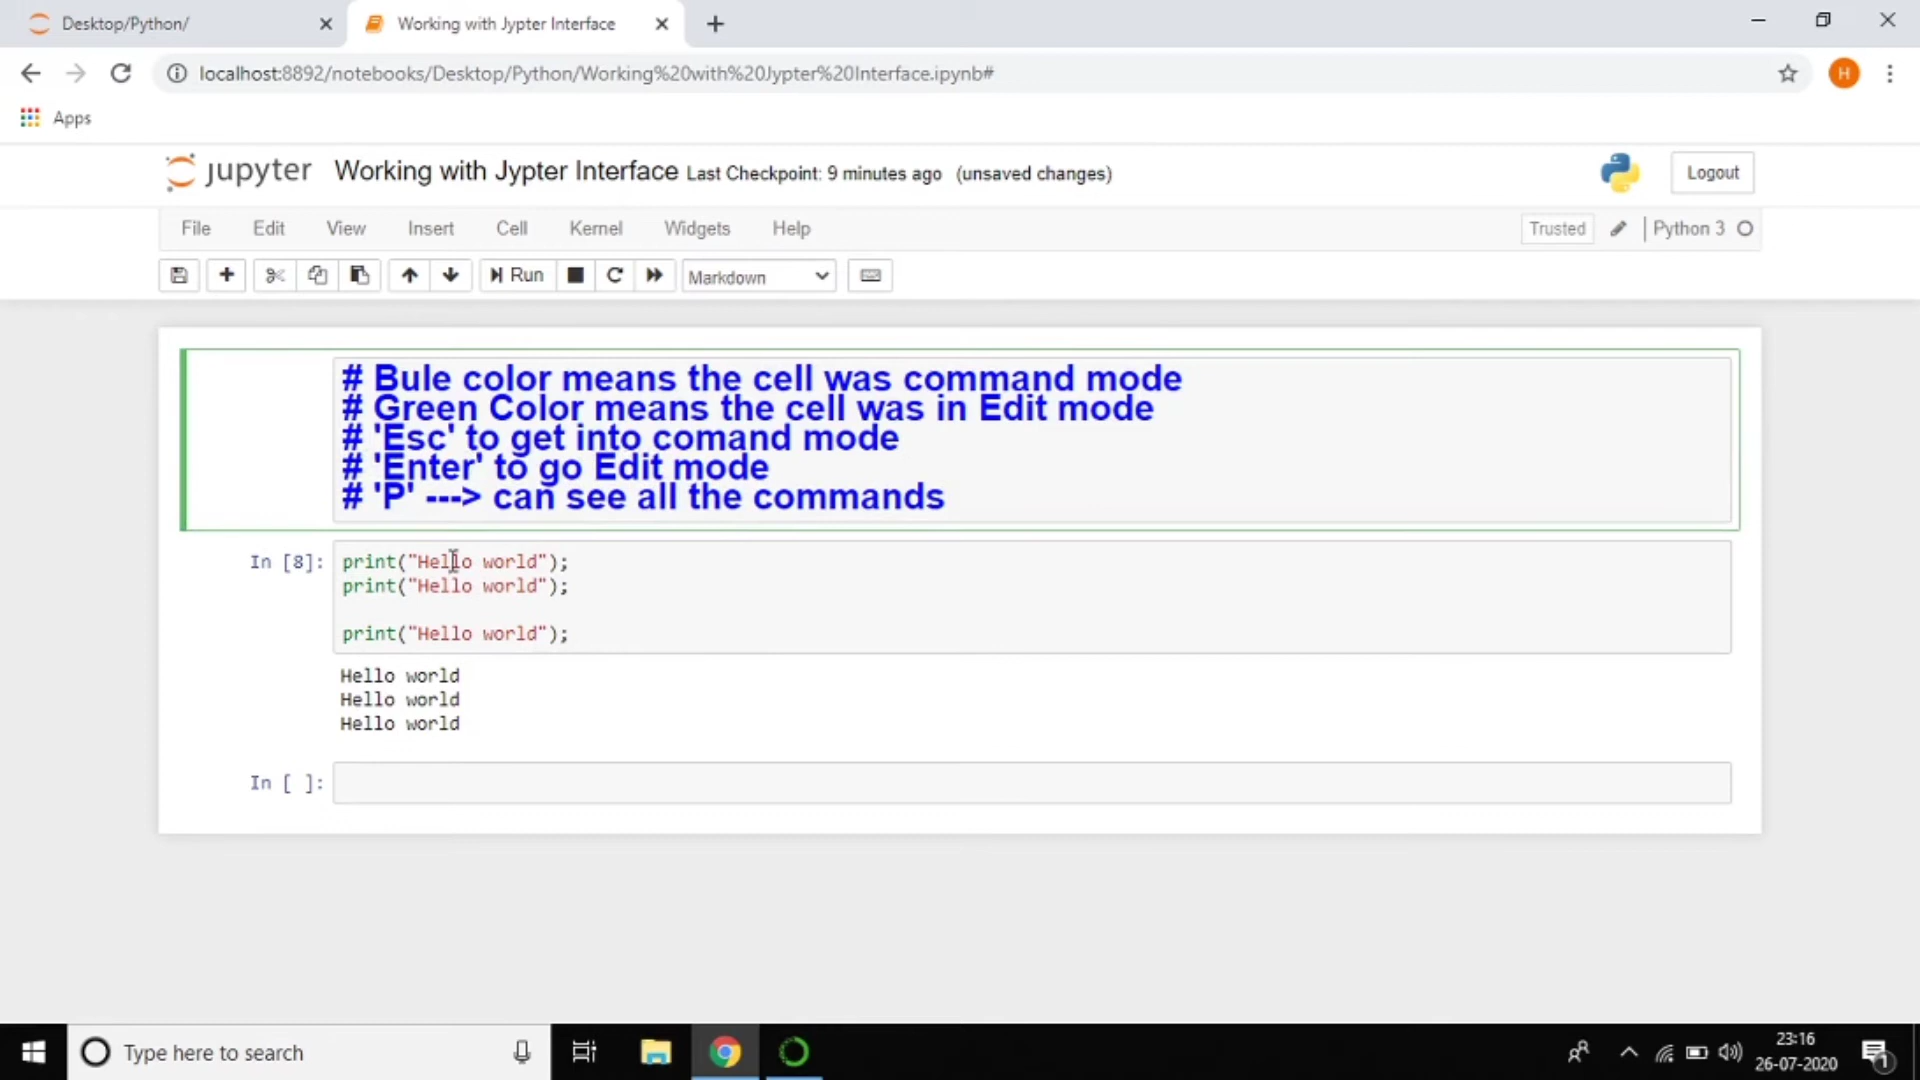 Desktop/Python/
Working with Jypter Interface
localhost:8892/notebooks/Desktop/Python/Working%20with%20Jypter%20Interface.ipynb#
H
Apps
jupyter Working with Jypter Interface Last Checkpoint: 9 minutes ago (unsaved changes)
Logout
File Edit View Insert Cell Kernel Widgets Help
Trusted
Python 3
Run
Markdown
# Bule color means the cell was command mode
# Green Color means the cell was in Edit mode
# 'Esc' to get into comand mode
# 'Enter' to go Edit mode
# 'P' ---> can see all the commands
In [8]: print("Hello world");
print("Hello world");
print("Hello world");
Hello world
Hello world
Hello world
In [ ]:
Type here to search
23:16
26-07-2020
1